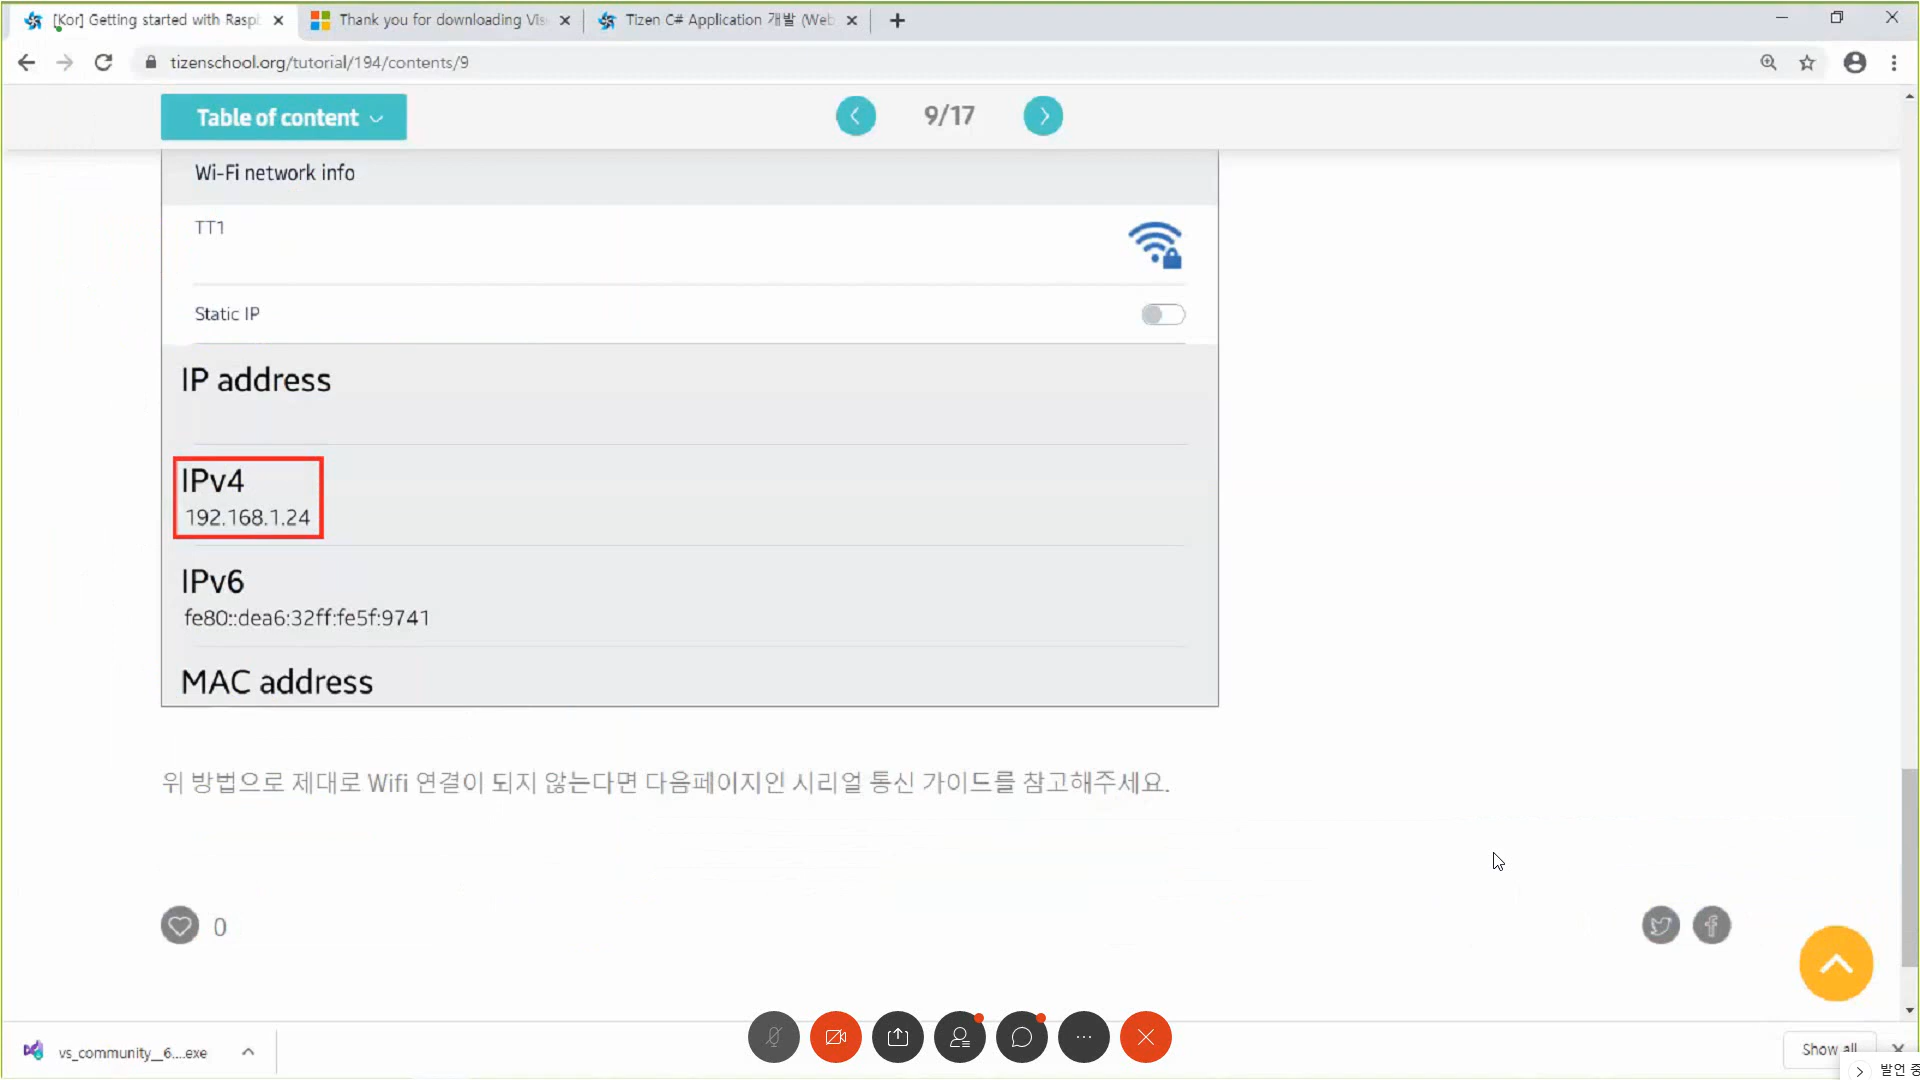 [Kor] Getting started with Rasp
Thank you for downloading Vis
Tizen C# Application 개발 (Web
tizenschool.org/tutorial/194/contents/9
Table of content
9/17
Wi-Fi network info
TT1
Static IP
IP address
IPv4
192.168.1.24
IPv6
fe80::dea6:32ff:fe5f:9741
MAC address
위 방법으로 제대로 Wifi 연결이 되지 않는다면 다음페이지인 시리얼 통신 가이드를 참고해주세요.
0
vs_community__6....exe
Show all
발언 중